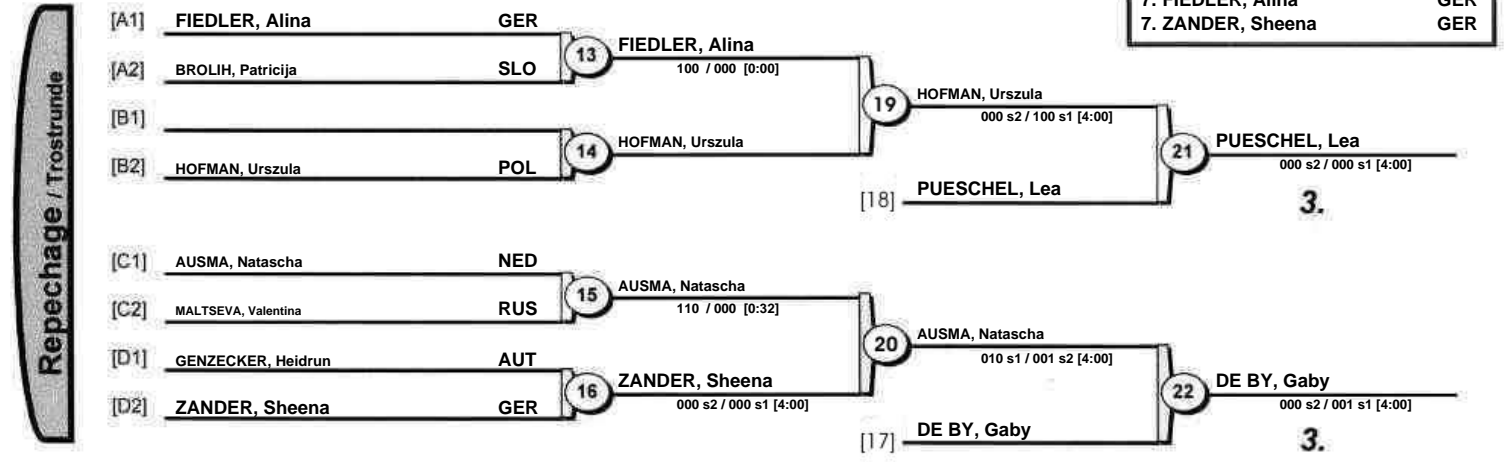 7. FIEDLER, Alina GER
7. ZANDER, Sheena GER
Repechage / Trostrunde
[A1] FIEDLER, Alina GER
13 FIEDLER, Alina
100 / 000 [0:00]
[A2] BROLIH, Patricija SLO
19 HOFMAN, Urszula
000 s2 / 100 s1 [4:00]
[B1]
14 HOFMAN, Urszula
[B2] HOFMAN, Urszula POL
21 PUESCHEL, Lea
000 s2 / 000 s1 [4:00]
[18] PUESCHEL, Lea
3.
[C1] AUSMA, Natascha NED
15 AUSMA, Natascha
110 / 000 [0:32]
[C2] MALTSEVA, Valentina RUS
20 AUSMA, Natascha
010 s1 / 001 s2 [4:00]
[D1] GENZECKER, Heidrun AUT
16 ZANDER, Sheena
000 s2 / 000 s1 [4:00]
[D2] ZANDER, Sheena GER
22 DE BY, Gaby
000 s2 / 001 s1 [4:00]
[17] DE BY, Gaby
3.